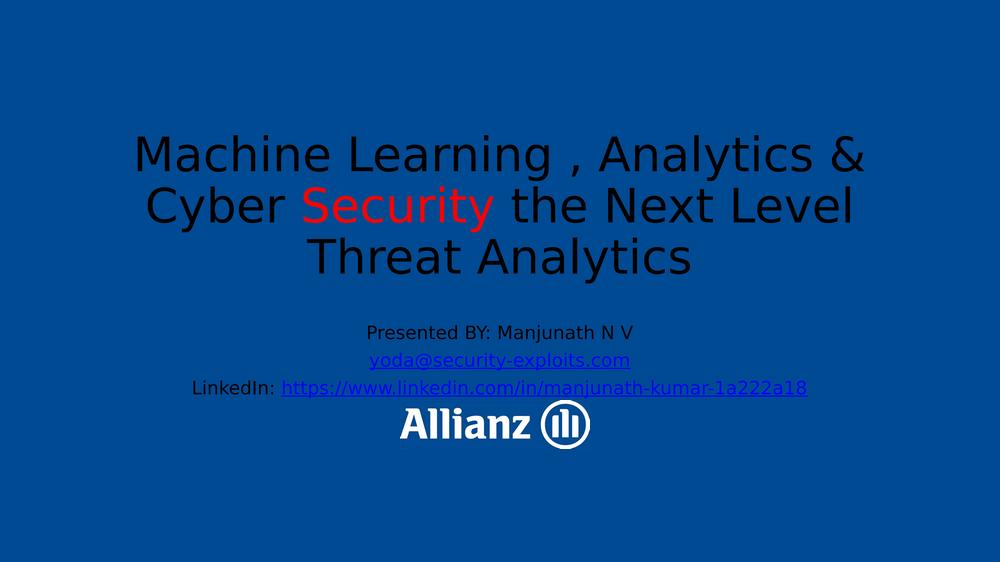 Machine Learning , Analytics &
Cyber Security the Next Level
Threat Analytics
Presented BY: Manjunath N V
yoda@security-exploits.com
LinkedIn: https://www.linkedin.com/in/manjunath-kumar-1a222a18
Allianz